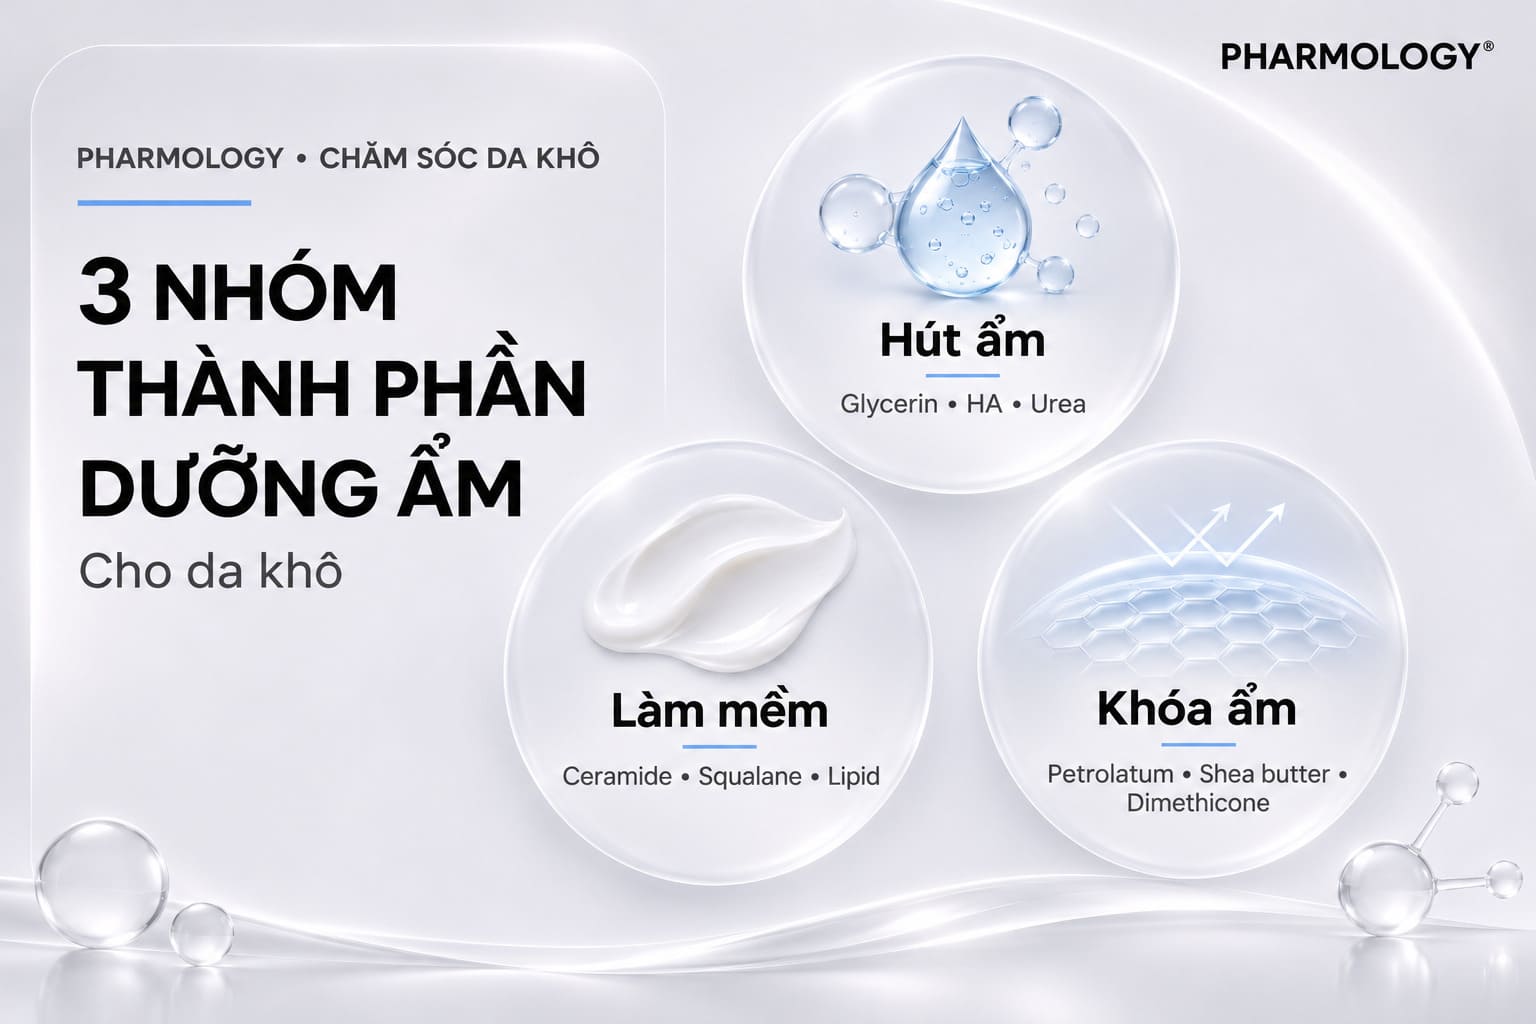 PHARMOLOGY®
PHARMOLOGY • CHĂM SÓC DA KHÔ
3 NHÓM
THÀNH PHẦN
DƯỠNG ẨM
Cho da khô
Hút ẩm
Glycerin • HA • Urea
Làm mềm
Ceramide • Squalane • Lipid
Khóa ẩm
Petrolatum • Shea butter •
Dimethicone